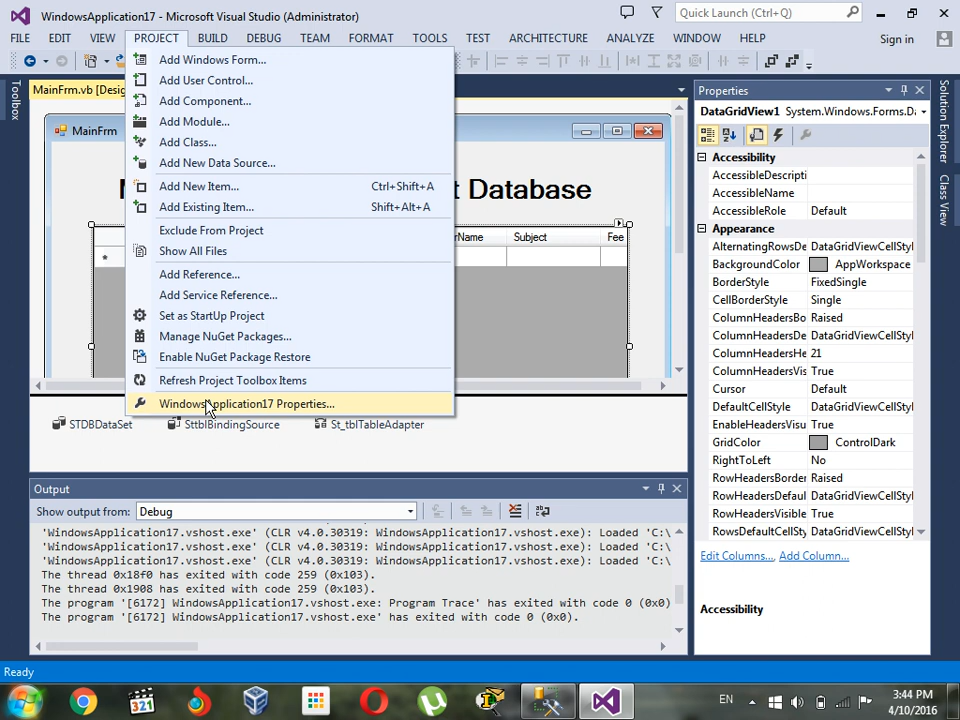 WindowsApplication17 - Microsoft Visual Studio (Administrator)
Quick Launch (Ctrl+Q)
FILE EDIT VIEW PROJECT BUILD DEBUG TEAM FORMAT TOOLS TEST ARCHITECTURE ANALYZE WINDOW HELP Sign in
Toolbox
MainFrm.vb [Desig
MainFrm
t Database
rName Subject Fee
Add Windows Form...
Add User Control...
Add Component...
Add Module...
Add Class...
Add New Data Source...
Add New Item... Ctrl+Shift+A
Add Existing Item... Shift+Alt+A
Exclude From Project
Show All Files
Add Reference...
Add Service Reference...
Set as StartUp Project
Manage NuGet Packages...
Enable NuGet Package Restore
Refresh Project Toolbox Items
WindowsApplication17 Properties...
STDBDataSet SttblBindingSource St_tblTableAdapter
Output
Show output from: Debug
'WindowsApplication17.vshost.exe' (CLR v4.0.30319: WindowsApplication17.vshost.exe): Loaded 'C:\
'WindowsApplication17.vshost.exe' (CLR v4.0.30319: WindowsApplication17.vshost.exe): Loaded 'C:\
'WindowsApplication17.vshost.exe' (CLR v4.0.30319: WindowsApplication17.vshost.exe): Loaded 'C:\
The thread 0x18f0 has exited with code 259 (0x103).
The thread 0x1908 has exited with code 259 (0x103).
The program '[6172] WindowsApplication17.vshost.exe: Program Trace' has exited with code 0 (0x0)
The program '[6172] WindowsApplication17.vshost.exe' has exited with code 0 (0x0).
Properties
DataGridView1 System.Windows.Forms.Da
Accessibility
AccessibleDescripti
AccessibleName
AccessibleRole Default
Appearance
AlternatingRowsDe DataGridViewCellStyl
BackgroundColor AppWorkspace
BorderStyle FixedSingle
CellBorderStyle Single
ColumnHeadersBo Raised
ColumnHeadersDe DataGridViewCellStyl
ColumnHeadersHe 21
ColumnHeadersVis True
Cursor Default
DefaultCellStyle DataGridViewCellStyl
EnableHeadersVisu True
GridColor ControlDark
RightToLeft No
RowHeadersBorder Raised
RowHeadersDefaul DataGridViewCellStyl
RowHeadersVisible True
RowsDefaultCellSty DataGridViewCellStyl
Edit Columns..., Add Column...
Accessibility
Solution Explorer
Class View
Ready
321
EN
3:44 PM
4/10/2016